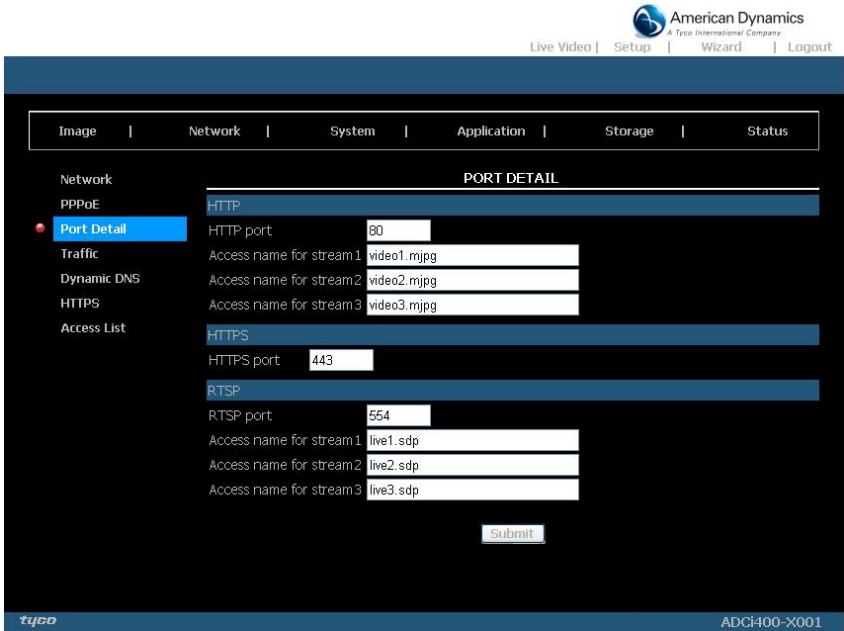 American Dynamics
A Tyco International Company
Live Video | Setup | Wizard | Logout
Image | Network | System | Application | Storage | Status
Network
PPPoE
Port Detail
Traffic
Dynamic DNS
HTTPS
Access List
PORT DETAIL
HTTP
HTTP port 80
Access name for stream1 video1.mjpg
Access name for stream2 video2.mjpg
Access name for stream3 video3.mjpg
HTTPS
HTTPS port 443
RTSP
RTSP port 554
Access name for stream1 live1.sdp
Access name for stream2 live2.sdp
Access name for stream3 live3.sdp
Submit
tyco ADCi400-X001